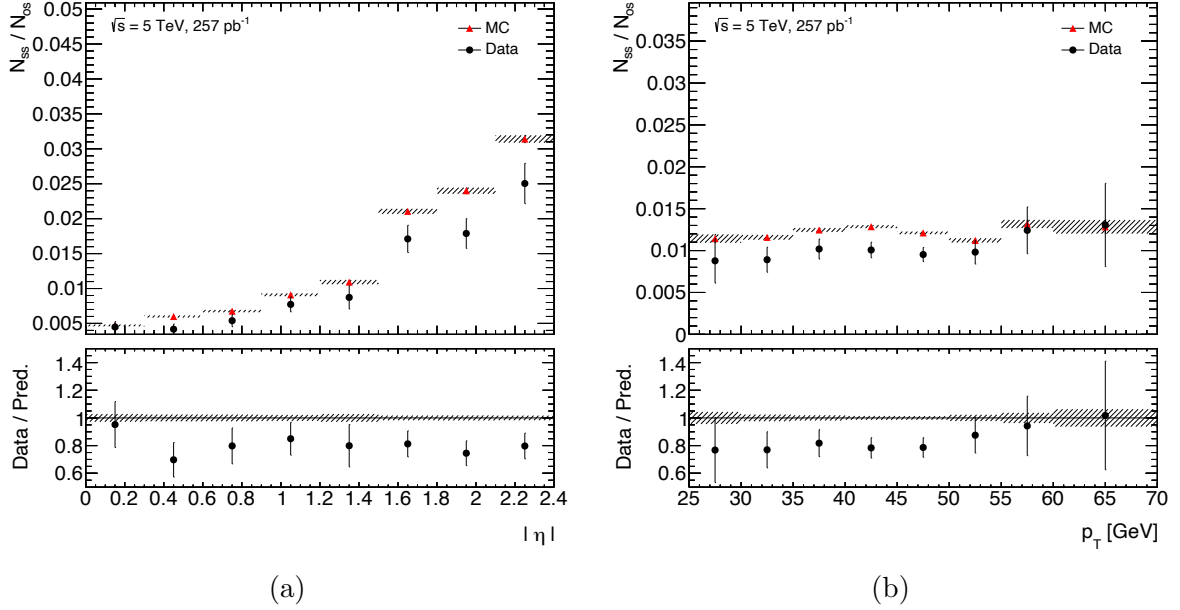 N_ss / N_os
0.05
0.045
0.04
0.035
0.03
0.025
0.02
0.015
0.01
0.005
√s = 5 TeV, 257 pb⁻¹
MC
Data
Data / Pred.
1.4
1.2
1
0.8
0.6
0 0.2 0.4 0.6 0.8 1 1.2 1.4 1.6 1.8 2 2.2 2.4
| η |
(a)
N_ss / N_os
0.035
0.03
0.025
0.02
0.015
0.01
0.005
0
√s = 5 TeV, 257 pb⁻¹
MC
Data
Data / Pred.
1.4
1.2
1
0.8
0.6
25 30 35 40 45 50 55 60 65 70
p_T [GeV]
(b)